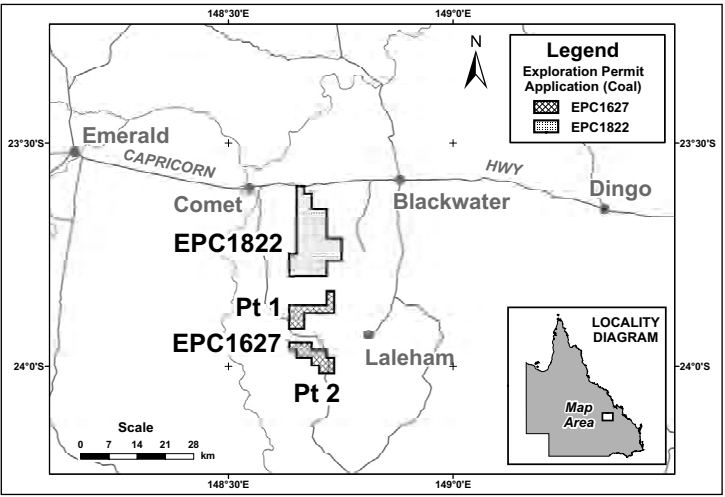 148°30'E
149°0'E
N
Legend
Exploration Permit
Application (Coal)
EPC1627
EPC1822
23°30'S
23°30'S
Emerald
CAPRICORN
HWY
Comet
Blackwater
Dingo
EPC1822
Pt 1
EPC1627
Laleham
Pt 2
24°0'S
24°0'S
LOCALITY
DIAGRAM
Map
Area
Scale
0 7 14 21 28
km
148°30'E
149°0'E